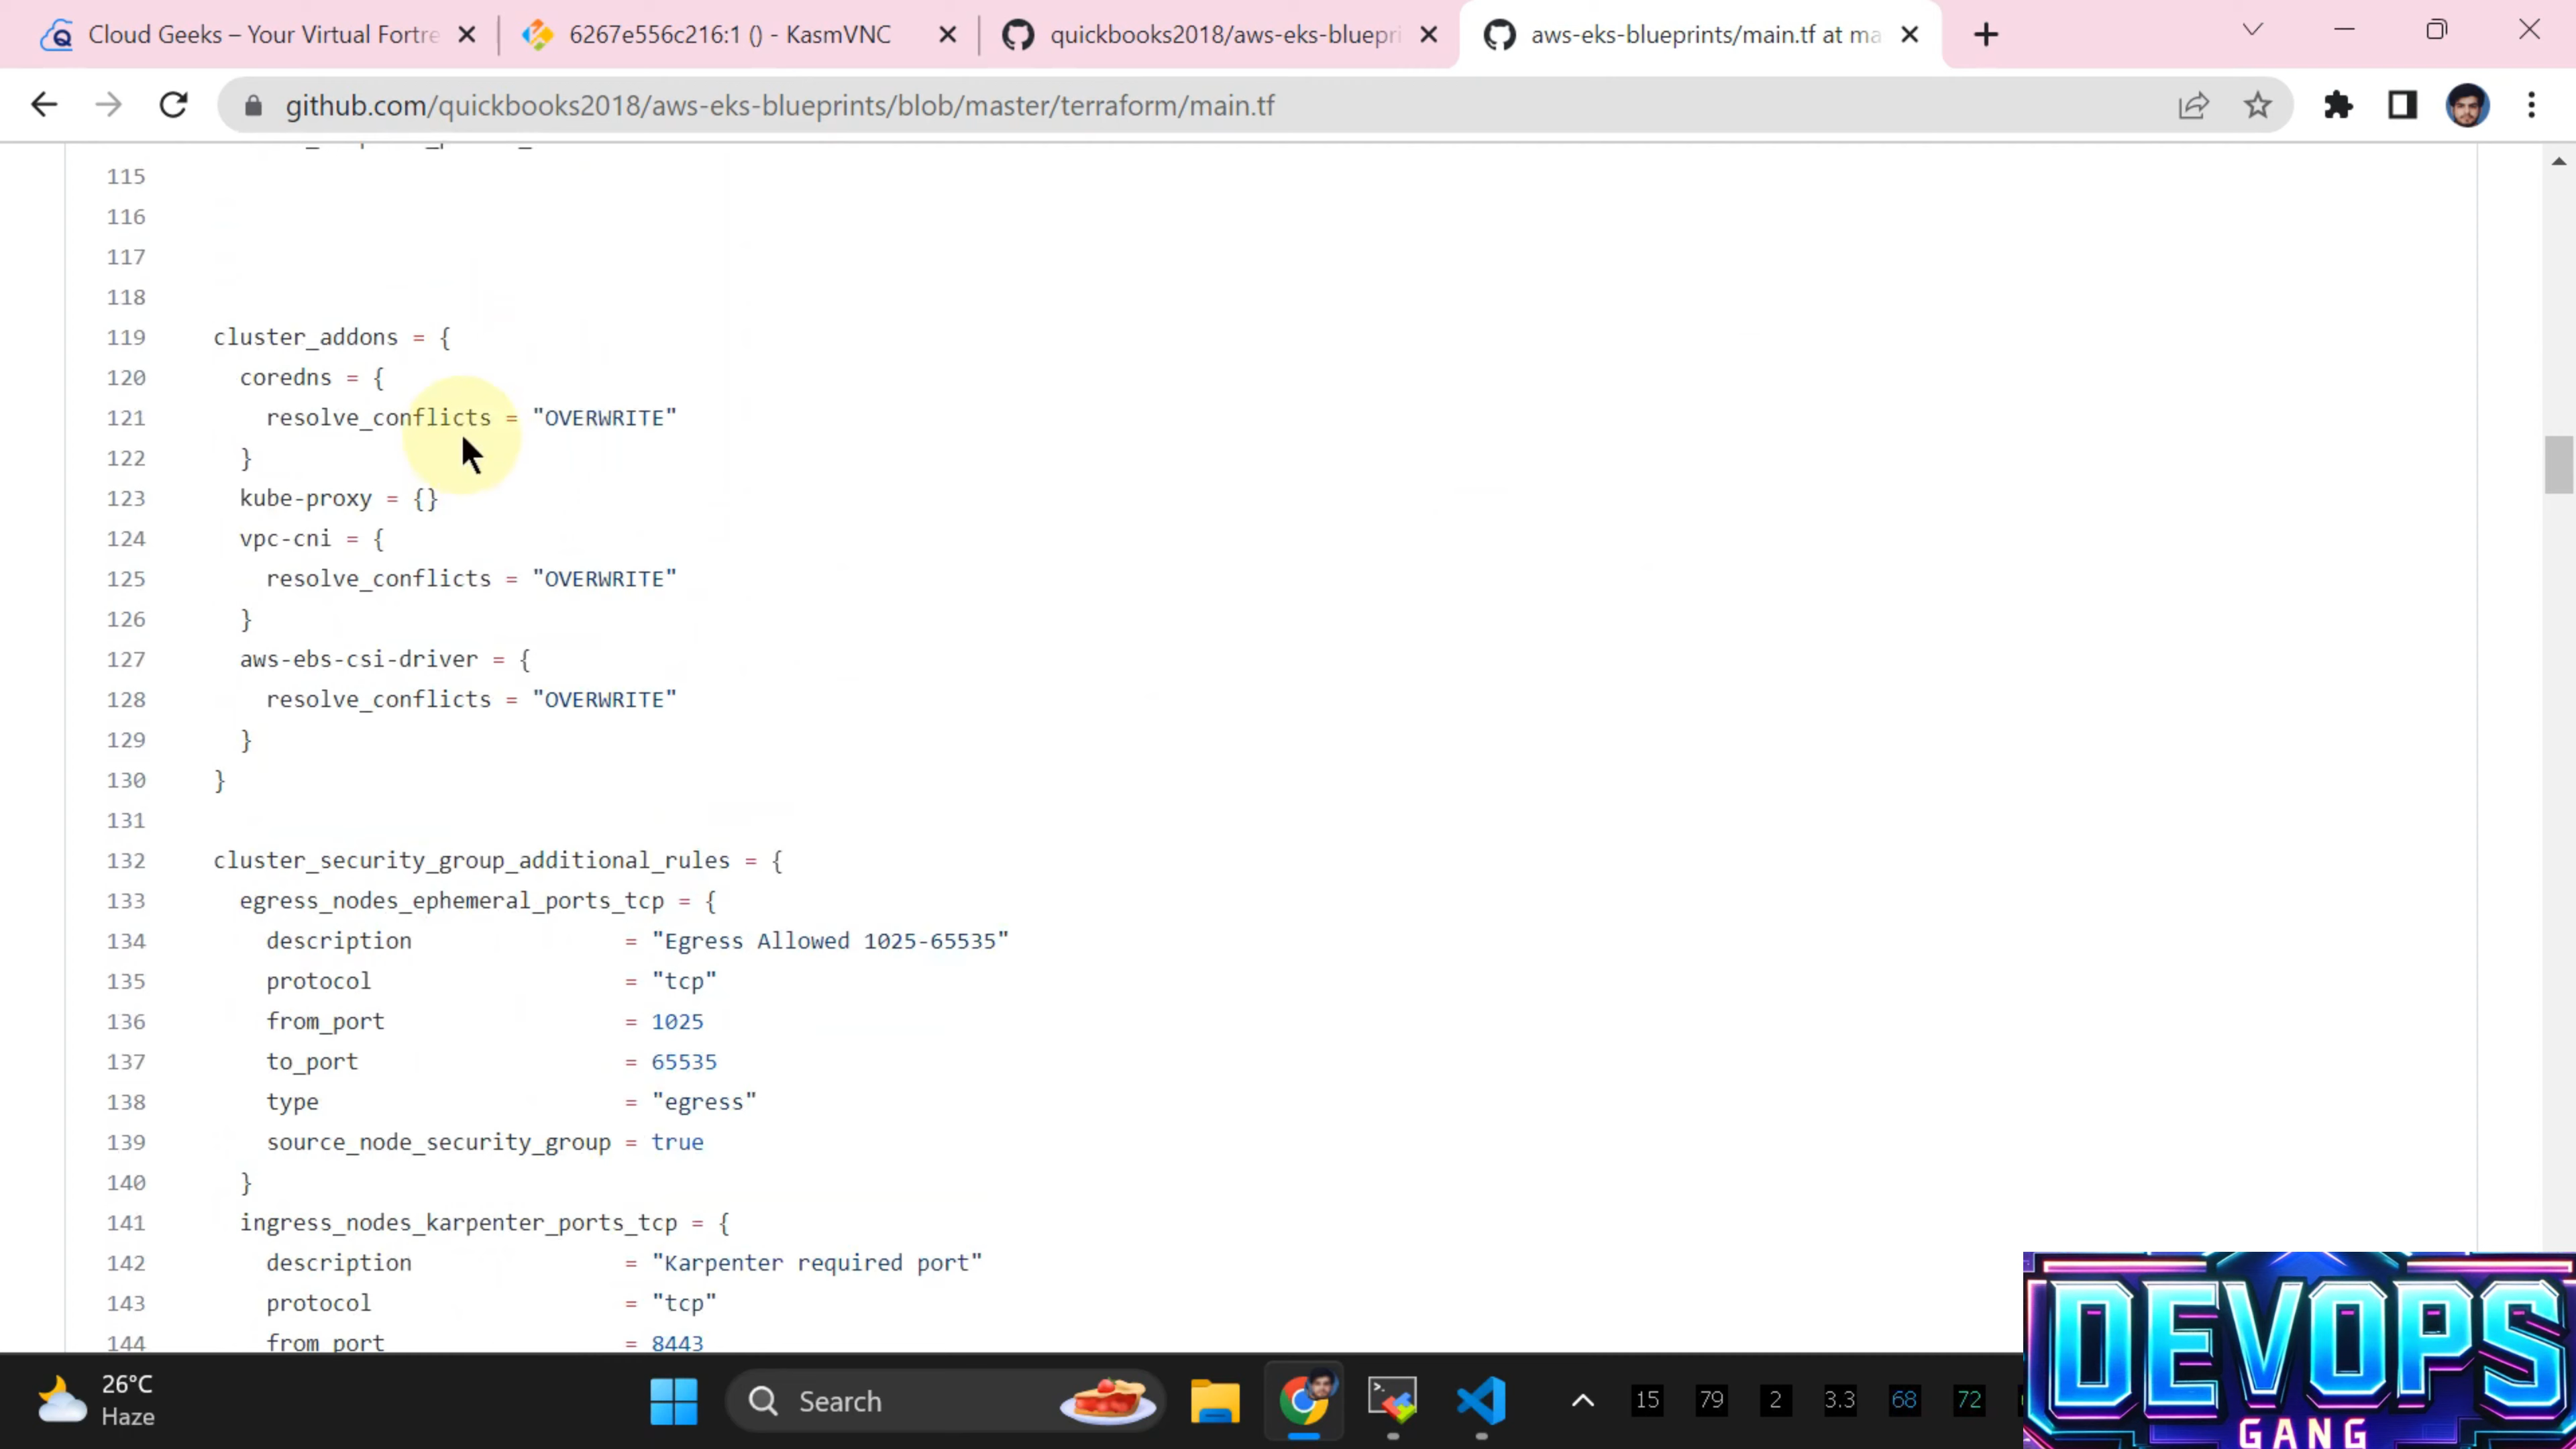 Cloud Geeks – Your Virtual Fortre
6267e556c216:1 () - KasmVNC
quickbooks2018/aws-eks-bluepri
aws-eks-blueprints/main.tf at ma
github.com/quickbooks2018/aws-eks-blueprints/blob/master/terraform/main.tf
115
116
117
118
119 cluster_addons = {
120 coredns = {
121 resolve_conflicts = "OVERWRITE"
122 }
123 kube-proxy = {}
124 vpc-cni = {
125 resolve_conflicts = "OVERWRITE"
126 }
127 aws-ebs-csi-driver = {
128 resolve_conflicts = "OVERWRITE"
129 }
130 }
131
132 cluster_security_group_additional_rules = {
133 egress_nodes_ephemeral_ports_tcp = {
134 description = "Egress Allowed 1025-65535"
135 protocol = "tcp"
136 from_port = 1025
137 to_port = 65535
138 type = "egress"
139 source_node_security_group = true
140 }
141 ingress_nodes_karpenter_ports_tcp = {
142 description = "Karpenter required port"
143 protocol = "tcp"
144 from_port = 8443
26°C
Haze
Search
15 79 2 3.3 68 72
DEVOPS
GANG